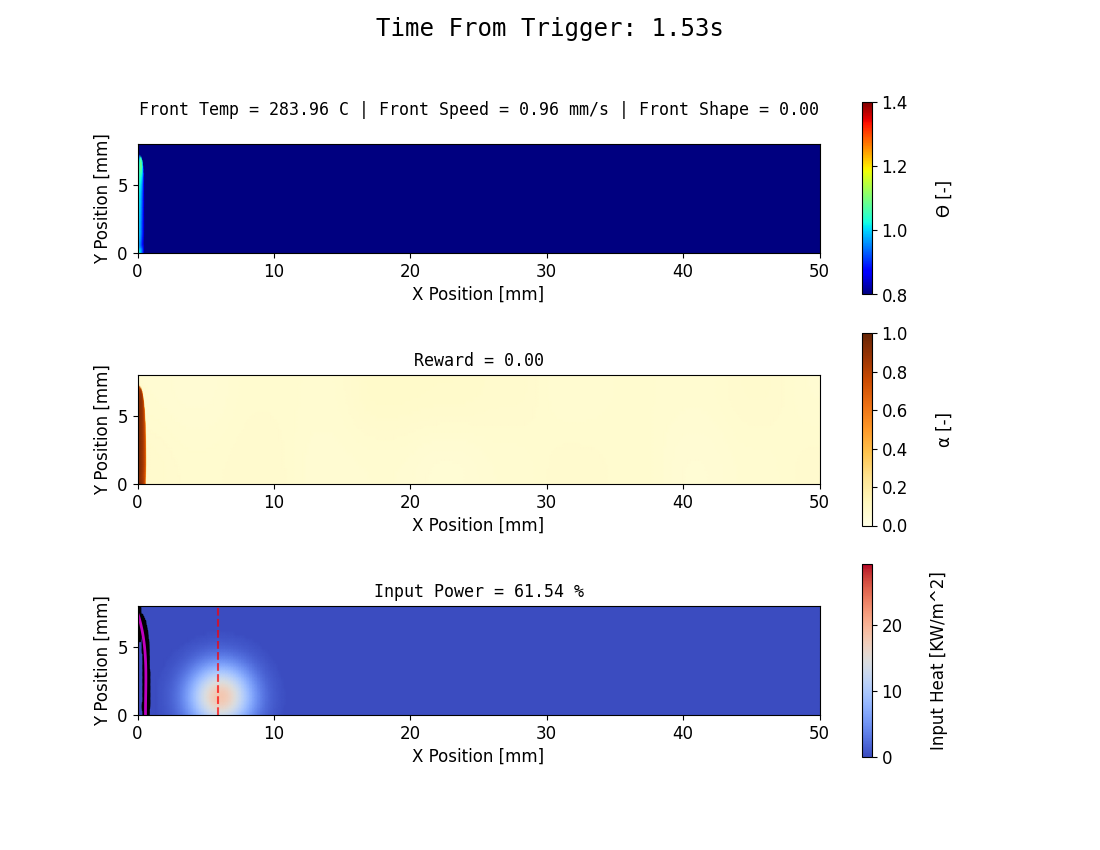 Time From Trigger: 1.53s
Front Temp = 283.96 C | Front Speed = 0.96 mm/s | Front Shape = 0.00
Y Position [mm]
5
0
0 10 20 30 40 50
X Position [mm]
1.4
1.2
1.0
0.8
Θ [-]
Reward = 0.00
Y Position [mm]
5
0
0 10 20 30 40 50
X Position [mm]
1.0
0.8
0.6
0.4
0.2
0.0
α [-]
Input Power = 61.54 %
Y Position [mm]
5
0
0 10 20 30 40 50
X Position [mm]
20
10
0
Input Heat [KW/m^2]